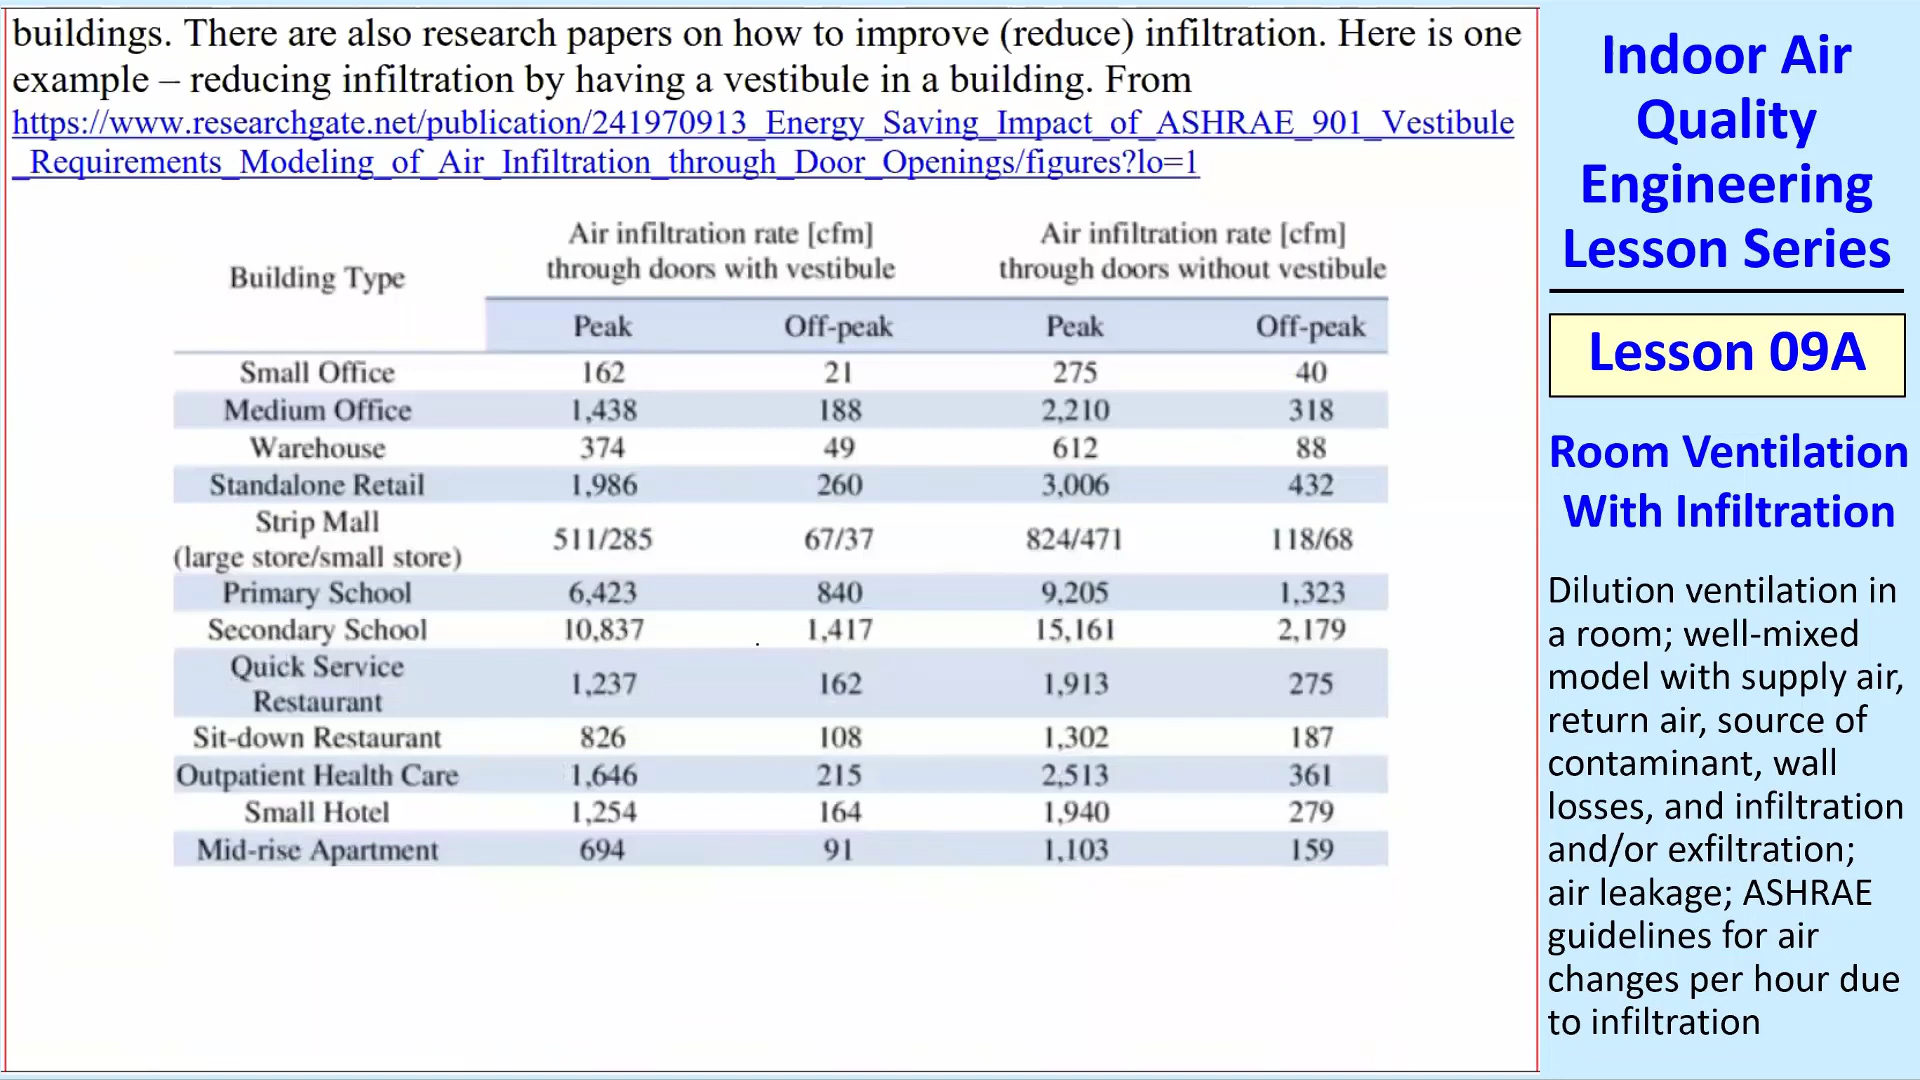 buildings. There are also research papers on how to improve (reduce) infiltration. Here is one
example – reducing infiltration by having a vestibule in a building. From
https://www.researchgate.net/publication/241970913_Energy_Saving_Impact_of_ASHRAE_901_Vestibule
_Requirements_Modeling_of_Air_Infiltration_through_Door_Openings/figures?lo=1
Building Type
Air infiltration rate [cfm]
through doors with vestibule
Air infiltration rate [cfm]
through doors without vestibule
Peak Off-peak Peak Off-peak
Small Office 162 21 275 40
Medium Office 1,438 188 2,210 318
Warehouse 374 49 612 88
Standalone Retail 1,986 260 3,006 432
Strip Mall
(large store/small store) 511/285 67/37 824/471 118/68
Primary School 6,423 840 9,205 1,323
Secondary School 10,837 1,417 15,161 2,179
Quick Service
Restaurant 1,237 162 1,913 275
Sit-down Restaurant 826 108 1,302 187
Outpatient Health Care 1,646 215 2,513 361
Small Hotel 1,254 164 1,940 279
Mid-rise Apartment 694 91 1,103 159
Indoor Air
Quality
Engineering
Lesson Series
Lesson 09A
Room Ventilation
With Infiltration
Dilution ventilation in
a room; well-mixed
model with supply air,
return air, source of
contaminant, wall
losses, and infiltration
and/or exfiltration;
air leakage; ASHRAE
guidelines for air
changes per hour due
to infiltration